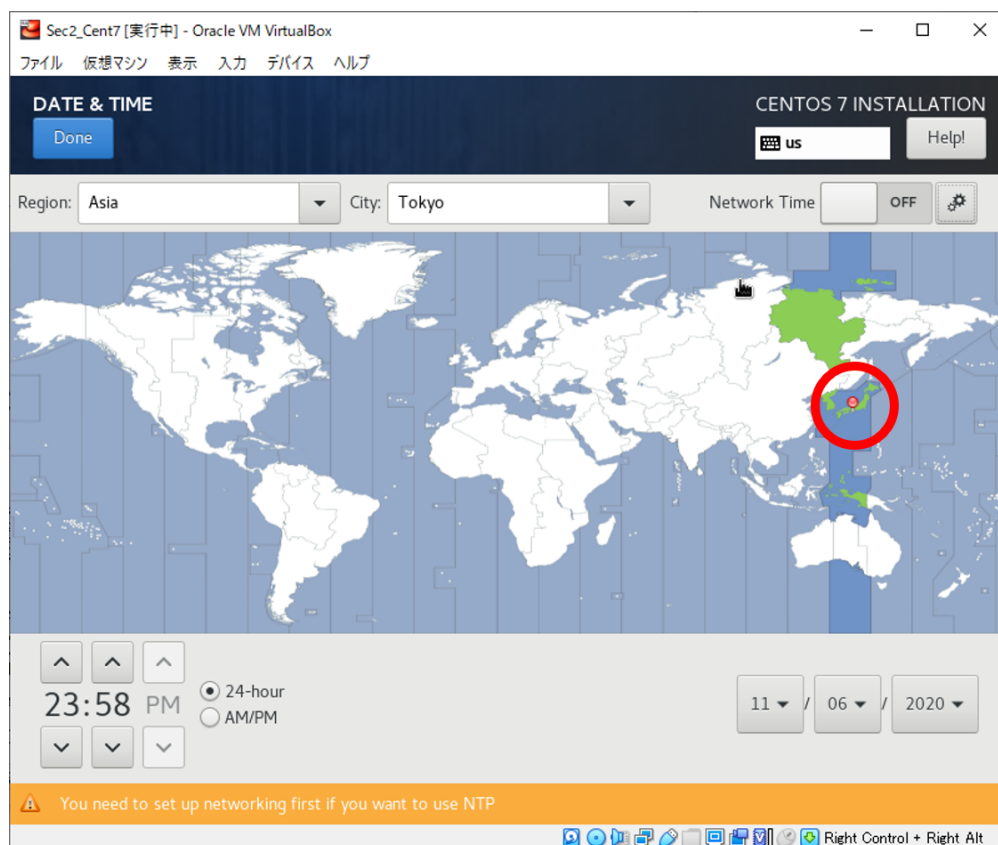 Sec2_Cent7 [実行中] - Oracle VM VirtualBox
ファイル 仮想マシン 表示 入力 デバイス ヘルプ
DATE & TIME
CENTOS 7 INSTALLATION
Done
us
Help!
Region: Asia City: Tokyo Network Time OFF
23:58 PM
24-hour
AM/PM
11 / 06 / 2020
You need to set up networking first if you want to use NTP
Right Control + Right Alt